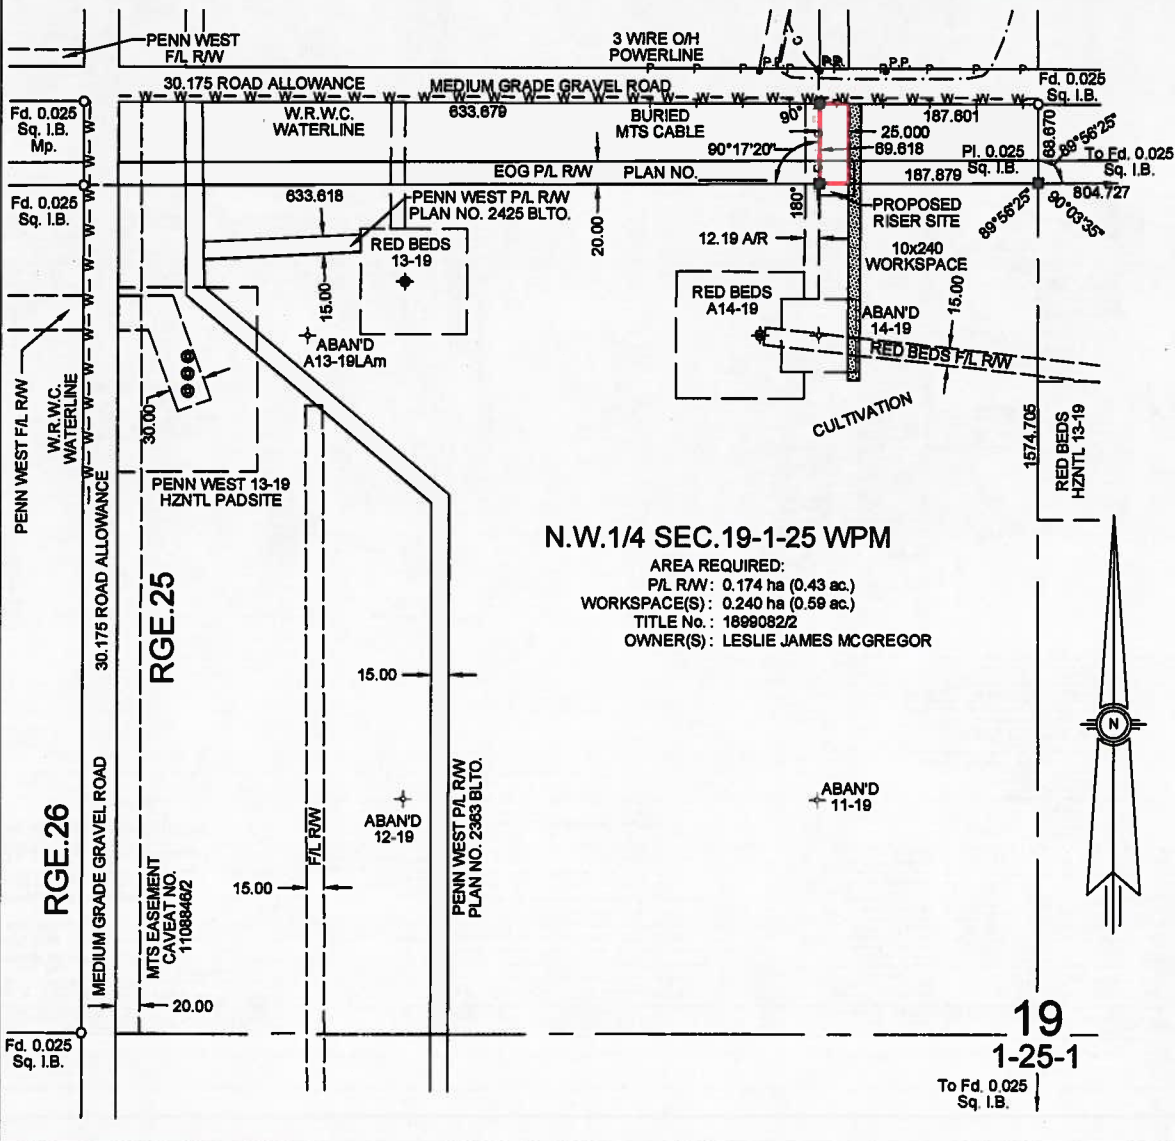 PENN WEST
F/L R/W
3 WIRE O/H
POWERLINE
P.P.
P.P.
P.P.
30.175 ROAD ALLOWANCE
MEDIUM GRADE GRAVEL ROAD
Fd. 0.025
Sq. I.B.
Fd. 0.025
Sq. I.B.
Mp.
W.R.W.C.
WATERLINE
633.679
BURIED
MTS CABLE
90°
187.601
25.000
69.618
68.670
89°56'25"
90°17'20"
Pl. 0.025
Sq. I.B.
To Fd. 0.025
Sq. I.B.
EOG P/L R/W PLAN NO.
187.879
804.727
Fd. 0.025
Sq. I.B.
633.618
PENN WEST P/L R/W
PLAN NO. 2425 BLTO.
180°
PROPOSED
RISER SITE
89°56'25"
90°03'35"
20.00
12.19 A/R
RED BEDS
13-19
10x240
WORKSPACE
15.00
15.00
RED BEDS
A14-19
ABAN'D
14-19
RED BEDS F/L R/W
ABAN'D
A13-19LAm
PENN WEST F/L R/W
W.R.W.C.
WATERLINE
30.00
CULTIVATION
1574.705
RED BEDS
HZNTL 13-19
PENN WEST 13-19
HZNTL PADSITE
30.175 ROAD ALLOWANCE
N.W.1/4 SEC.19-1-25 WPM
AREA REQUIRED:
P/L R/W: 0.174 ha (0.43 ac.)
WORKSPACE(S): 0.240 ha (0.59 ac.)
TITLE No.: 1899082/2
OWNER(S): LESLIE JAMES MCGREGOR
RGE.25
15.00
N
RGE.26
MEDIUM GRADE GRAVEL ROAD
MTS EASEMENT
CAVEAT NO.
1108846/2
F/L R/W
ABAN'D
12-19
PENN WEST P/L R/W
PLAN NO. 2363 BLTO.
ABAN'D
11-19
15.00
20.00
Fd. 0.025
Sq. I.B.
19
1-25-1
To Fd. 0.025
Sq. I.B.